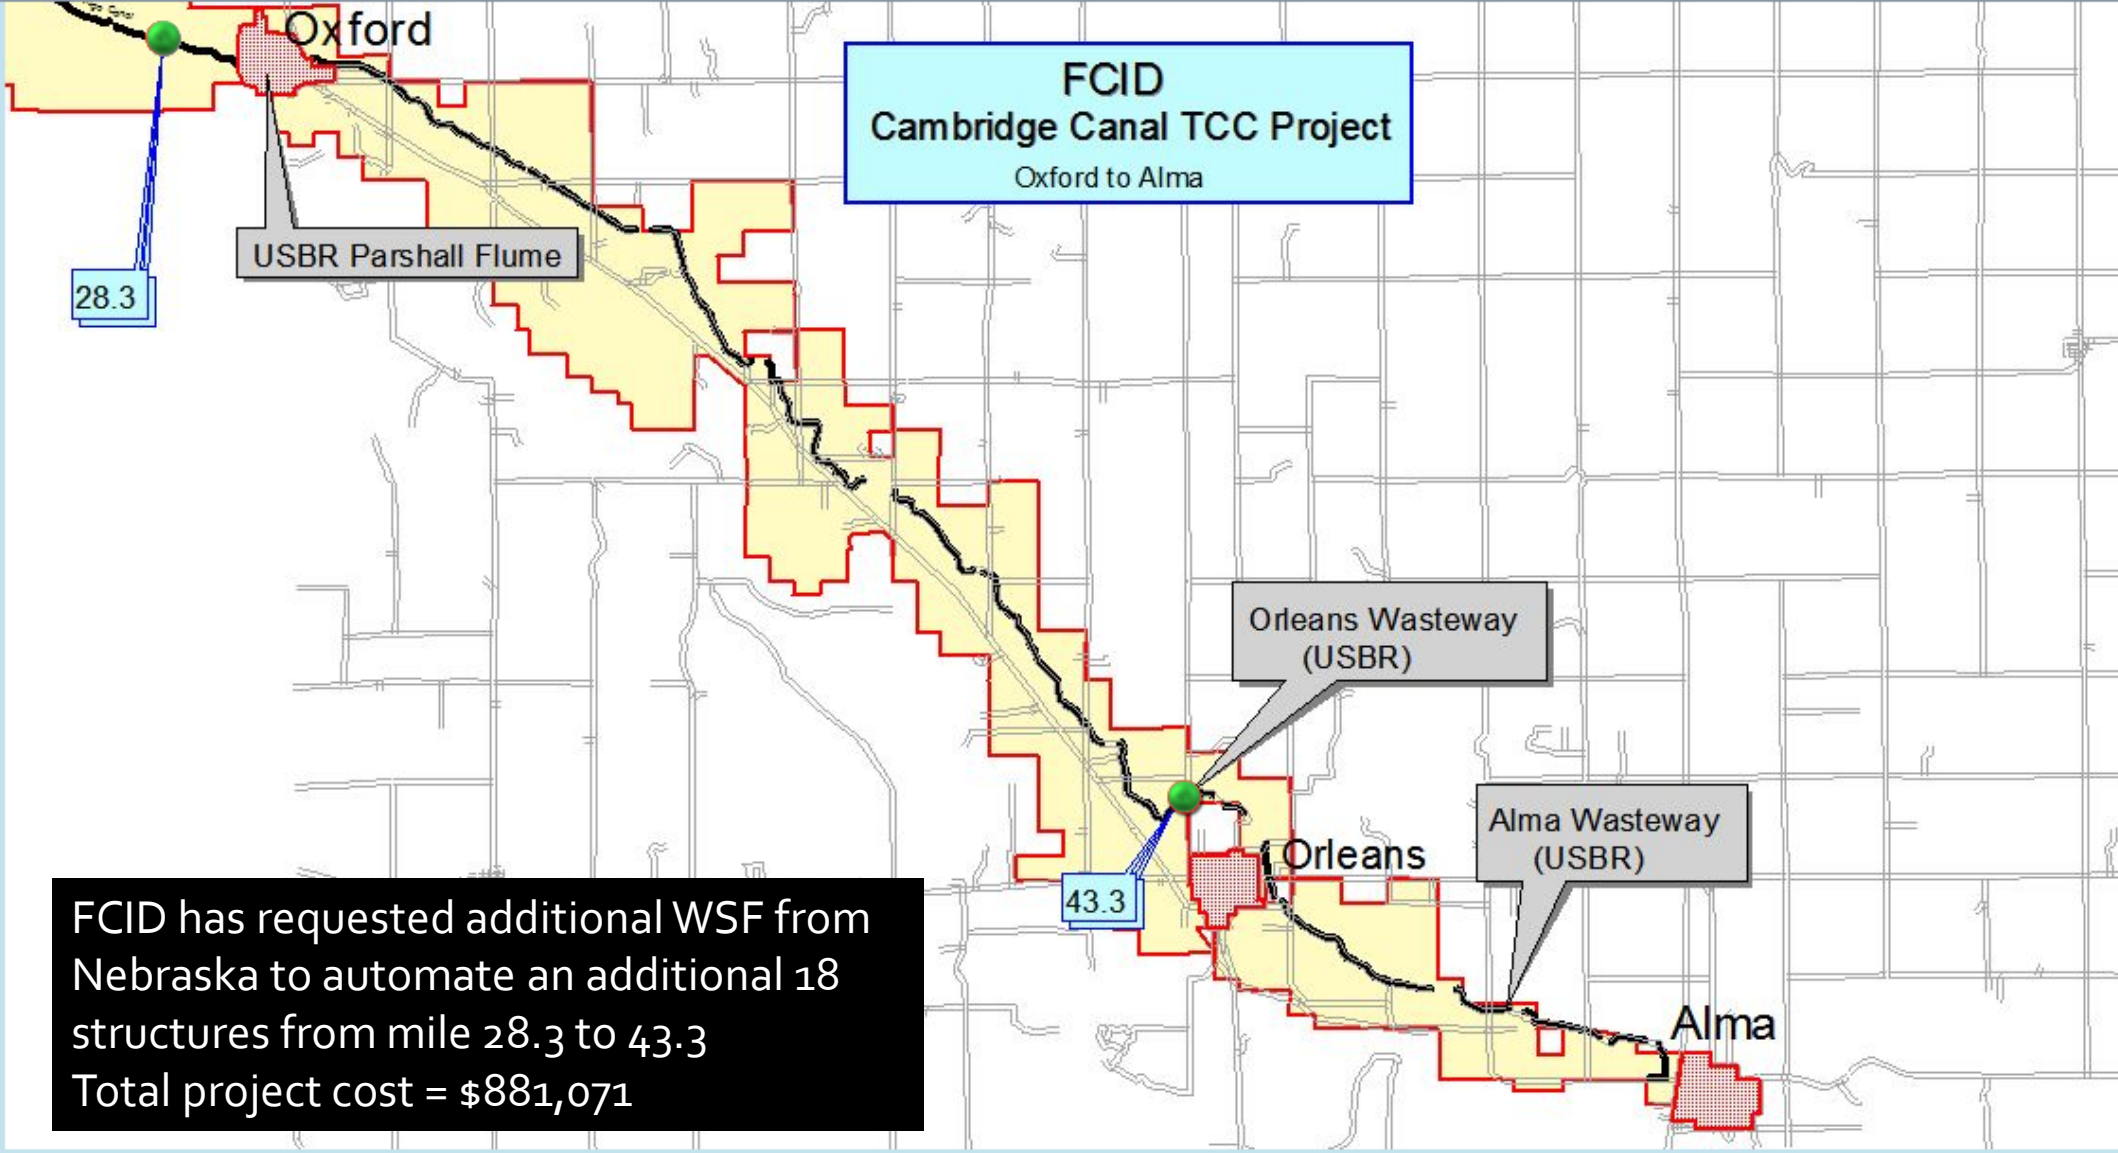 Oxford
FCID
Cambridge Canal TCC Project
Oxford to Alma
USBR Parshall Flume
28.3
Orleans Wasteway
(USBR)
Alma Wasteway
(USBR)
Orleans
43.3
Alma
FCID has requested additional WSF from
Nebraska to automate an additional 18
structures from mile 28.3 to 43.3
Total project cost = $881,071